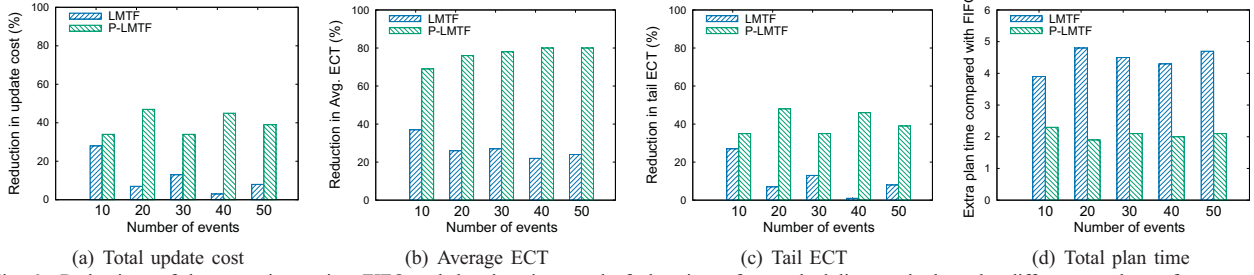 Reduction in update cost (%)
100
80
60
40
20
0
LMTF
P-LMTF
10 20 30 40 50
Number of events
(a) Total update cost
Reduction in Avg. ECT (%)
100
80
60
40
20
0
LMTF
P-LMTF
10 20 30 40 50
Number of events
(b) Average ECT
Reduction in tail ECT (%)
100
80
60
40
20
0
LMTF
P-LMTF
10 20 30 40 50
Number of events
(c) Tail ECT
Extra plan time compared with FIFO
6
5
4
3
2
1
0
LMTF
P-LMTF
10 20 30 40 50
Number of events
(d) Total plan time